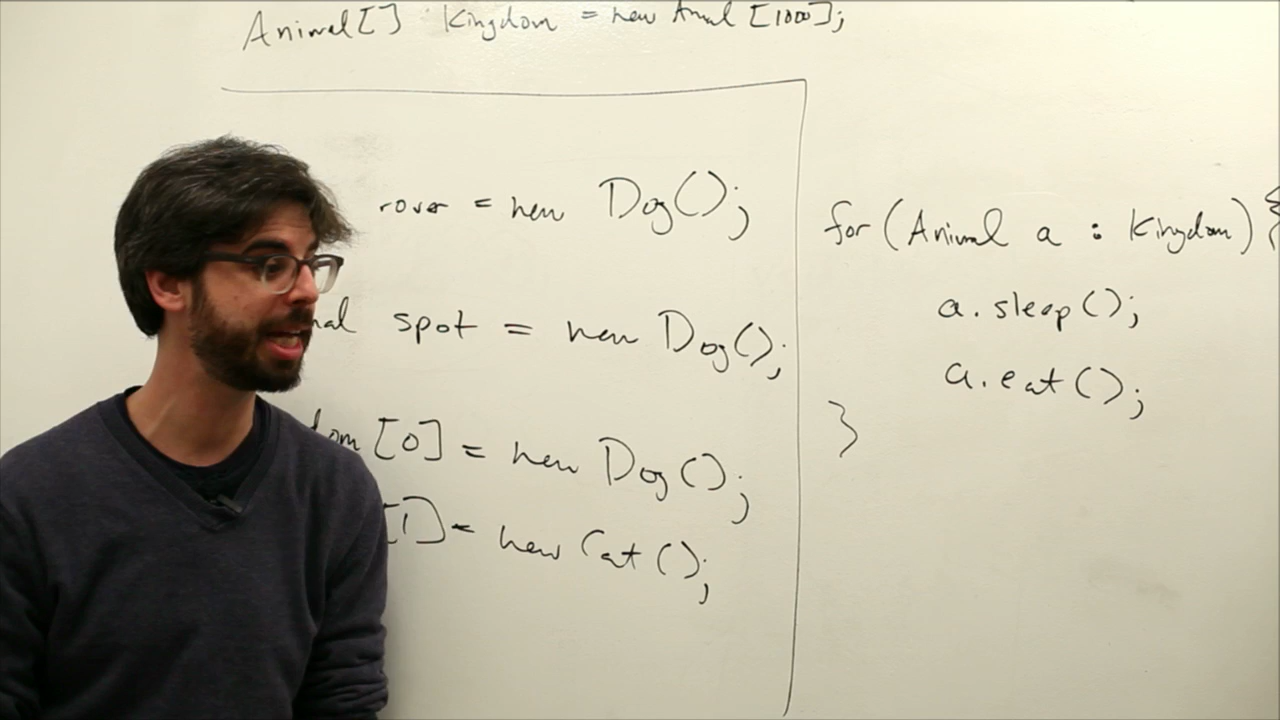 Animal[] Kingdom = new Animal [1000];
rover = new Dog();
nal spot = new Dog();
dom [0] = new Dog();
[1] = new Cat();
for (Animal a : Kingdom) {
a.sleep();
a.eat();
}